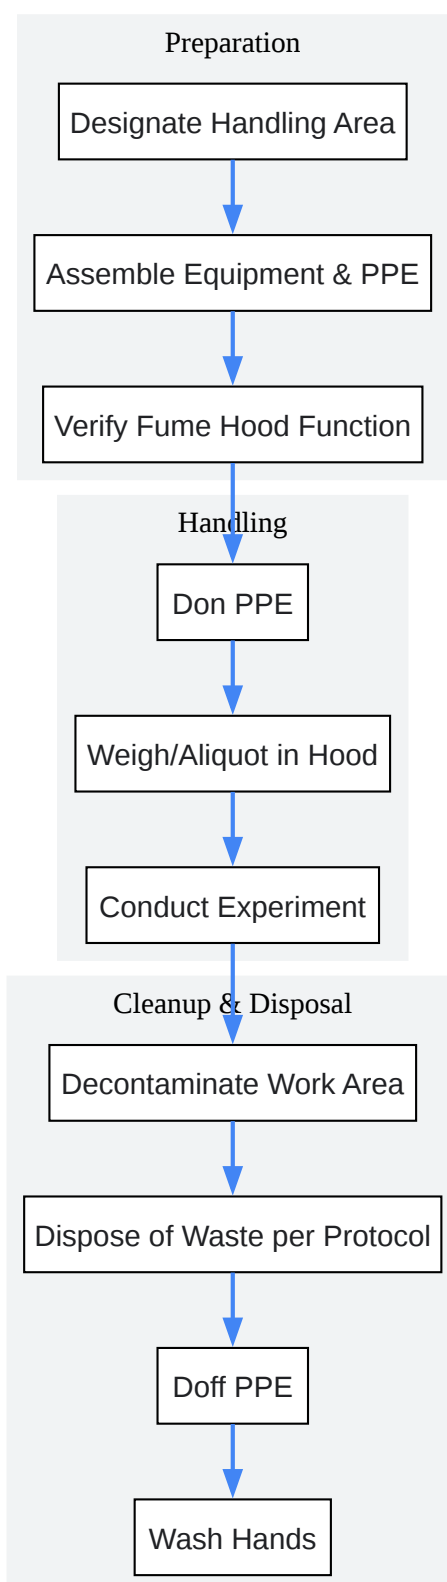 Preparation
Designate Handling Area
Assemble Equipment & PPE
Verify Fume Hood Function
Handling
Don PPE
Weigh/Aliquot in Hood
Conduct Experiment
Cleanup & Disposal
Decontaminate Work Area
Dispose of Waste per Protocol
Doff PPE
Wash Hands